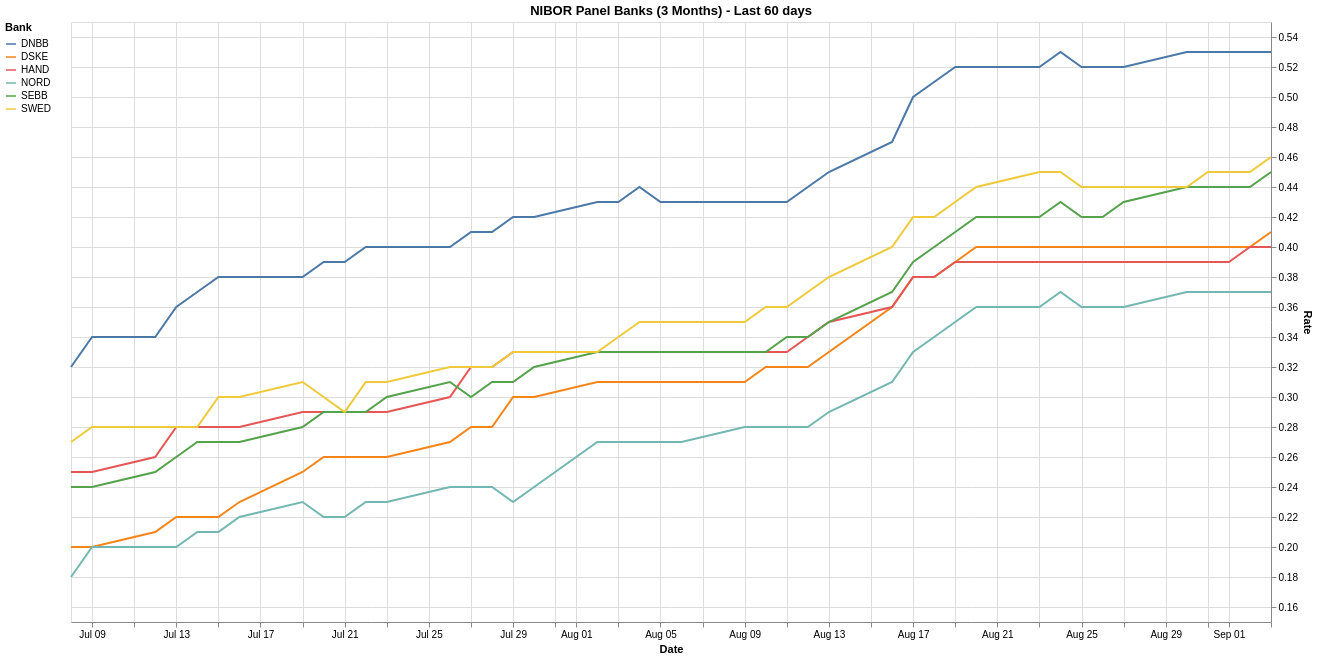 NIBOR Panel Banks (3 Months) - Last 60 days
Bank
DNBB
DSKE
HAND
NORD
SEBB
SWED
0.54
0.52
0.50
0.48
0.46
0.44
0.42
0.40
0.38
0.36
0.34
0.32
0.30
0.28
0.26
0.24
0.22
0.20
0.18
0.16
Rate
Jul 09 Jul 13 Jul 17 Jul 21 Jul 25 Jul 29 Aug 01 Aug 05 Aug 09 Aug 13 Aug 17 Aug 21 Aug 25 Aug 29 Sep 01
Date